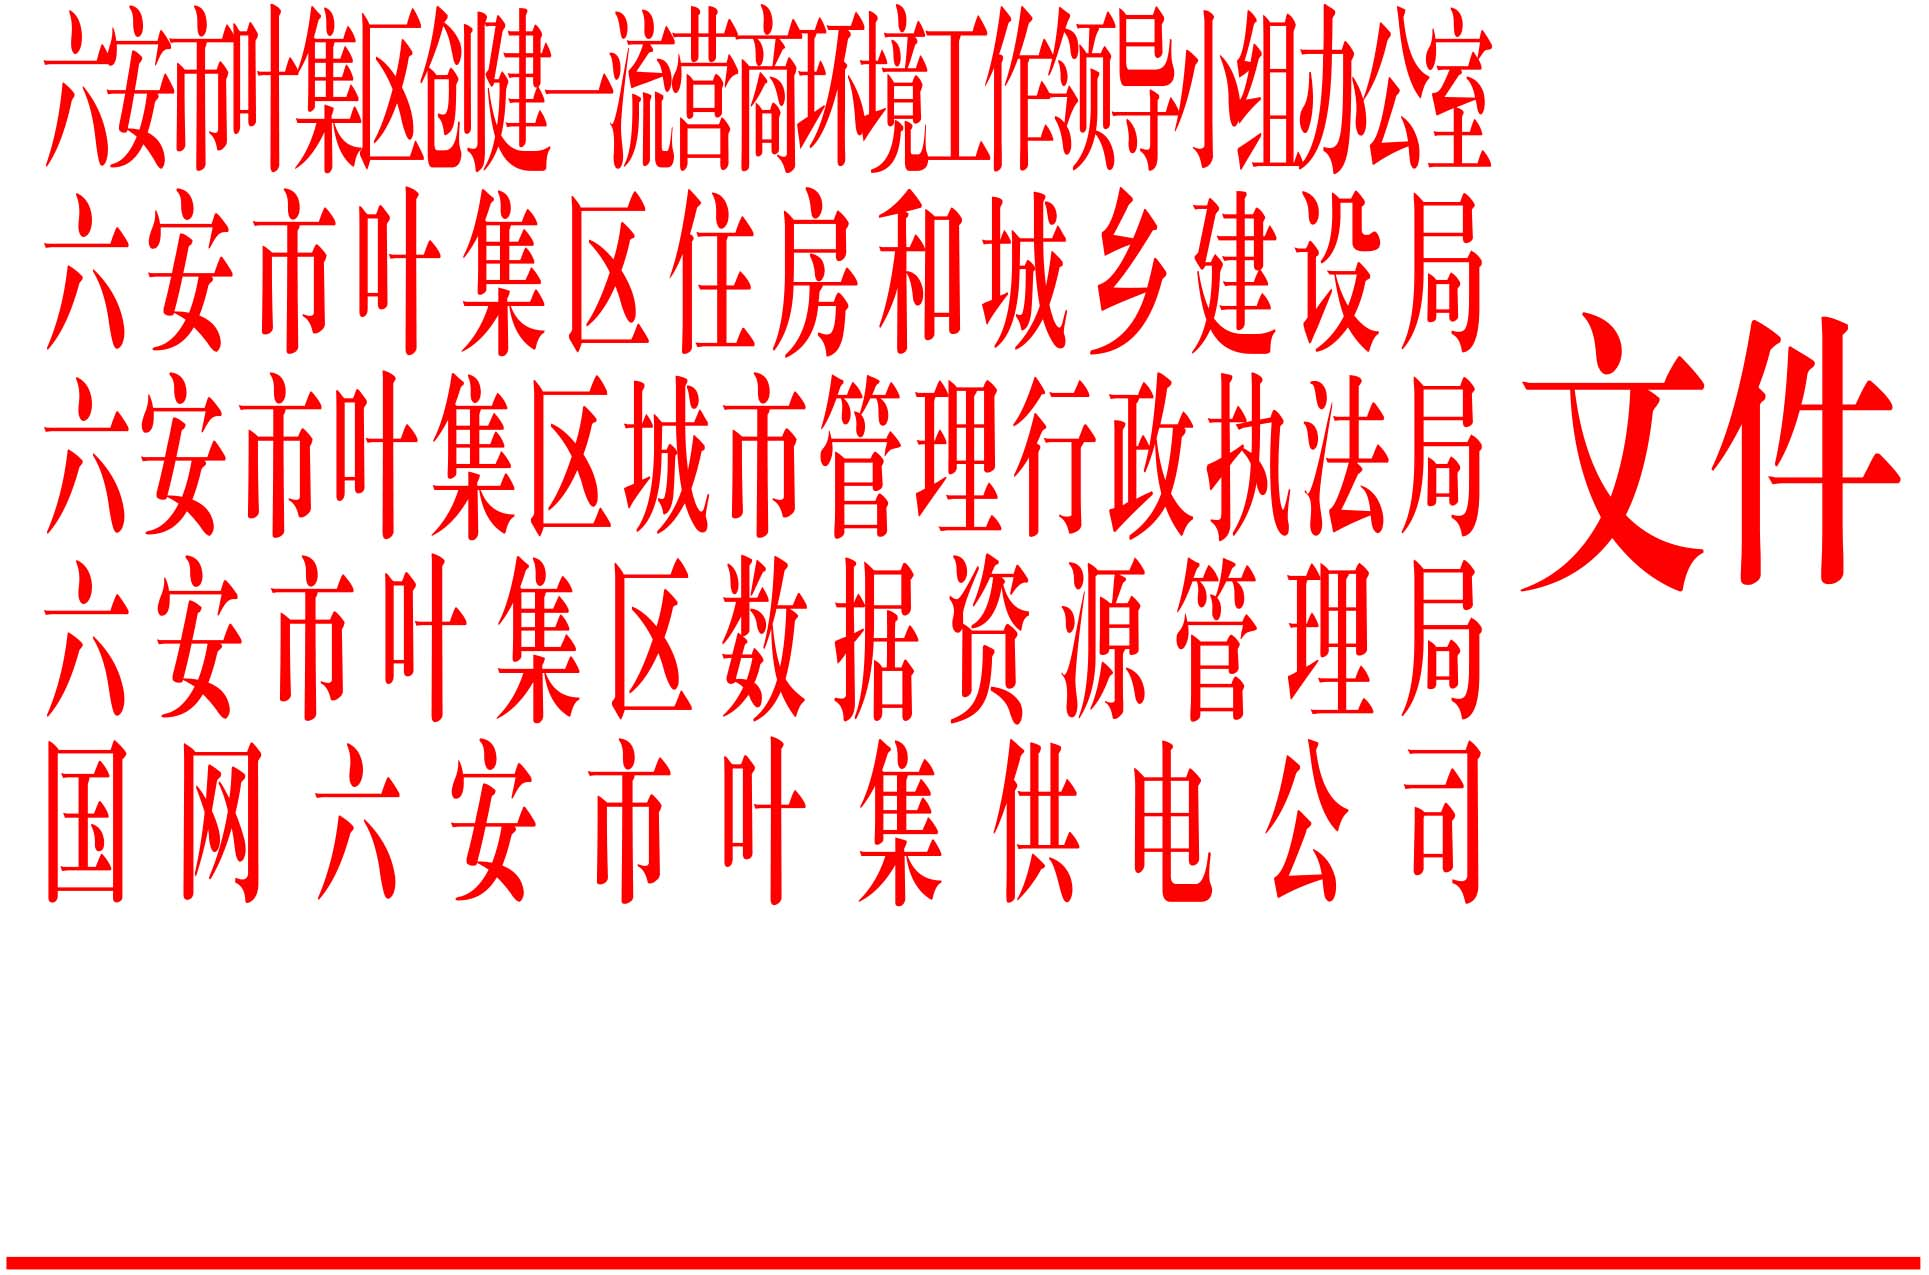 六安市叶集区创建一流营商环境工作领导小组办公室
六安市叶集区住房和城乡建设局
六安市叶集区城市管理行政执法局
六安市叶集区数据资源管理局
国网六安市叶集供电公司
文件